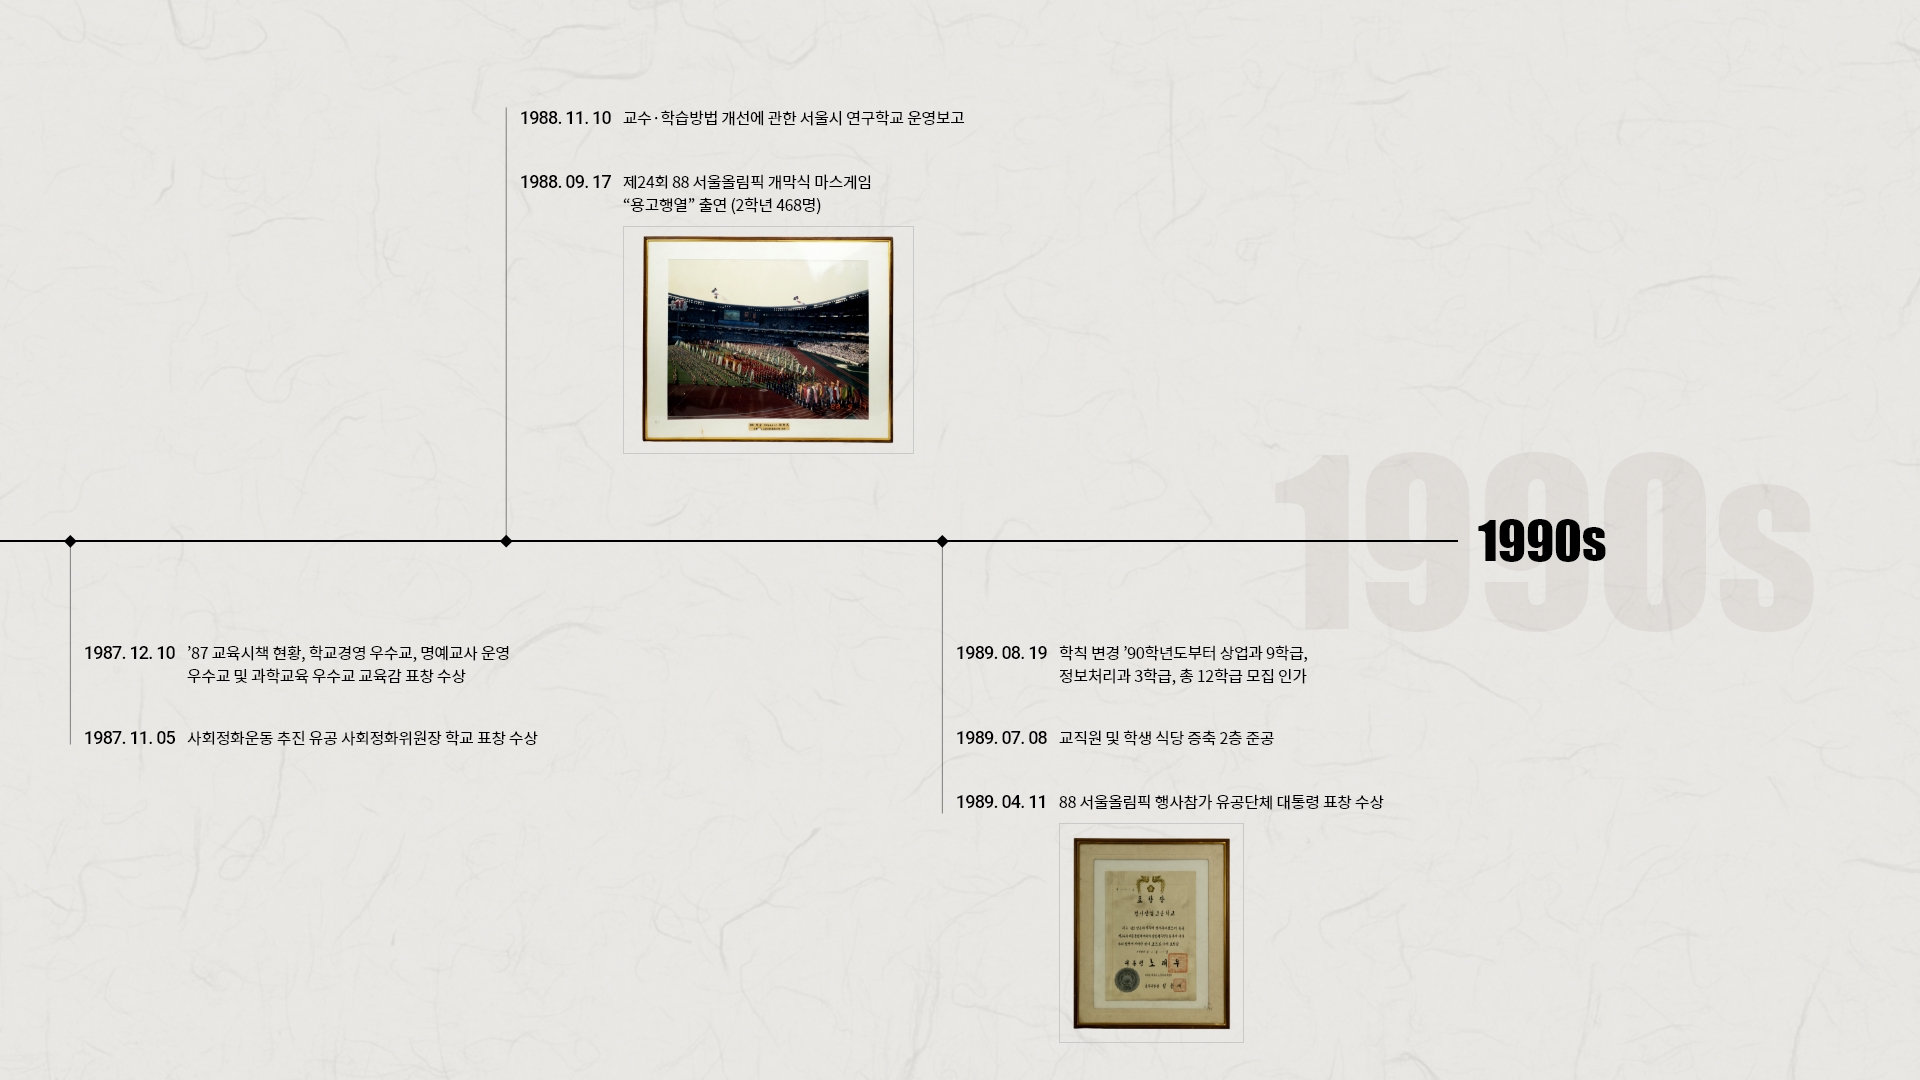 1988. 11. 10 교수·학습방법 개선에 관한 서울시 연구학교 운영보고
1988. 09. 17 제24회 88 서울올림픽 개막식 마스게임
“용고행열” 출연 (2학년 468명)
1990s
1990s
1987. 12. 10 ’87 교육시책 현황, 학교경영 우수교, 명예교사 운영
우수교 및 과학교육 우수교 교육감 표창 수상
1987. 11. 05 사회정화운동 추진 유공 사회정화위원장 학교 표창 수상
1989. 08. 19 학칙 변경 ’90학년도부터 상업과 9학급,
정보처리과 3학급, 총 12학급 모집 인가
1989. 07. 08 교직원 및 학생 식당 증축 2층 준공
1989. 04. 11 88 서울올림픽 행사참가 유공단체 대통령 표창 수상
표창장
대통령 노태우